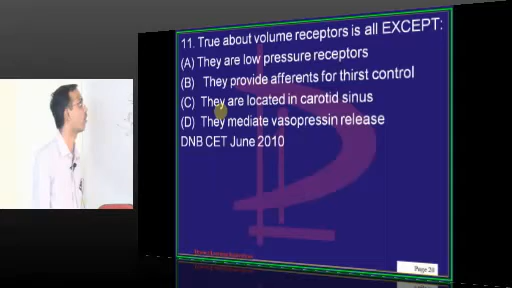 11. True about volume receptors is all EXCEPT:
(A) They are low pressure receptors
(B) They provide afferents for thirst control
(C) They are located in carotid sinus
(D) They mediate vasopressin release
DNB CET June 2010
Page 20